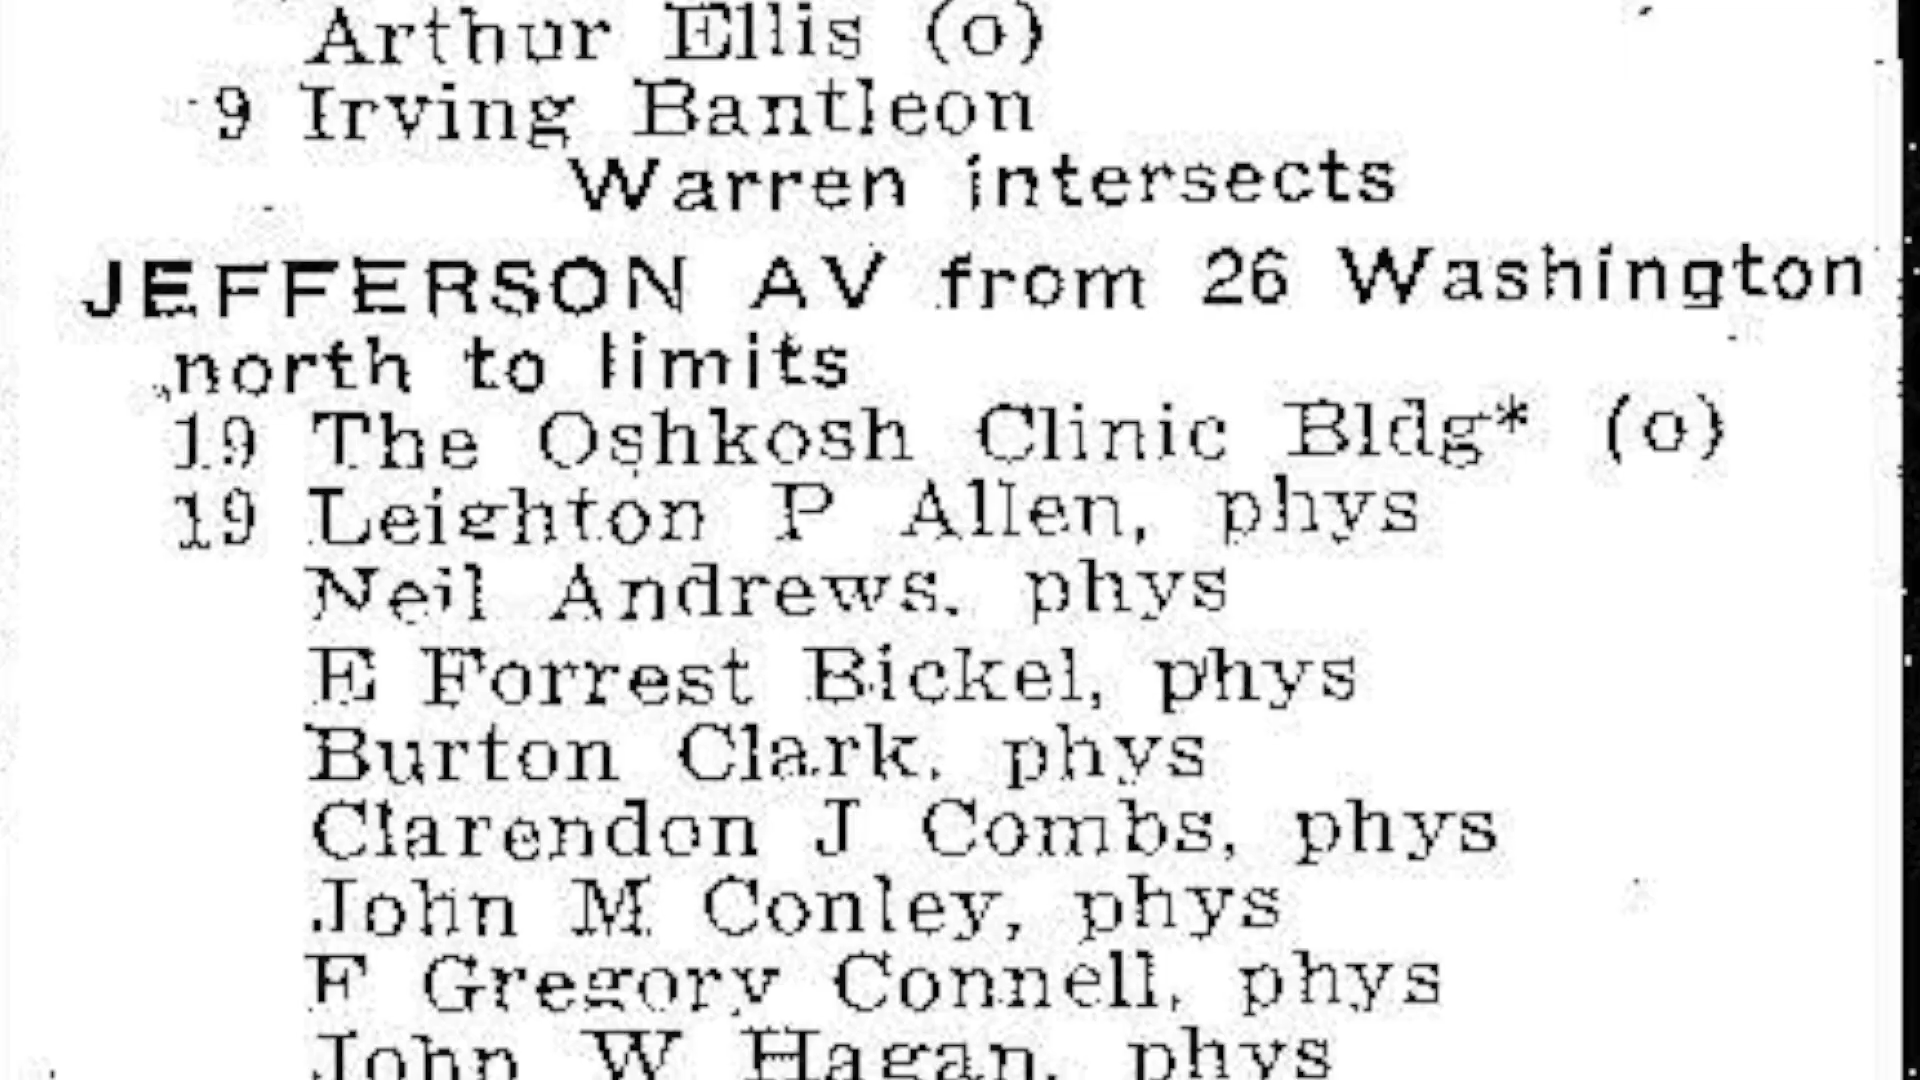 Arthur Ellis (o)
9 Irving Bantleon
Warren intersects
JEFFERSON AV from 26 Washington
north to limits
19 The Oshkosh Clinic Bldg* (o)
19 Leighton P Allen, phys
Neil Andrews, phys
E Forrest Bickel, phys
Burton Clark, phys
Clarendon J Combs, phys
John M Conley, phys
F Gregory Connell, phys
John W Hagan, phys